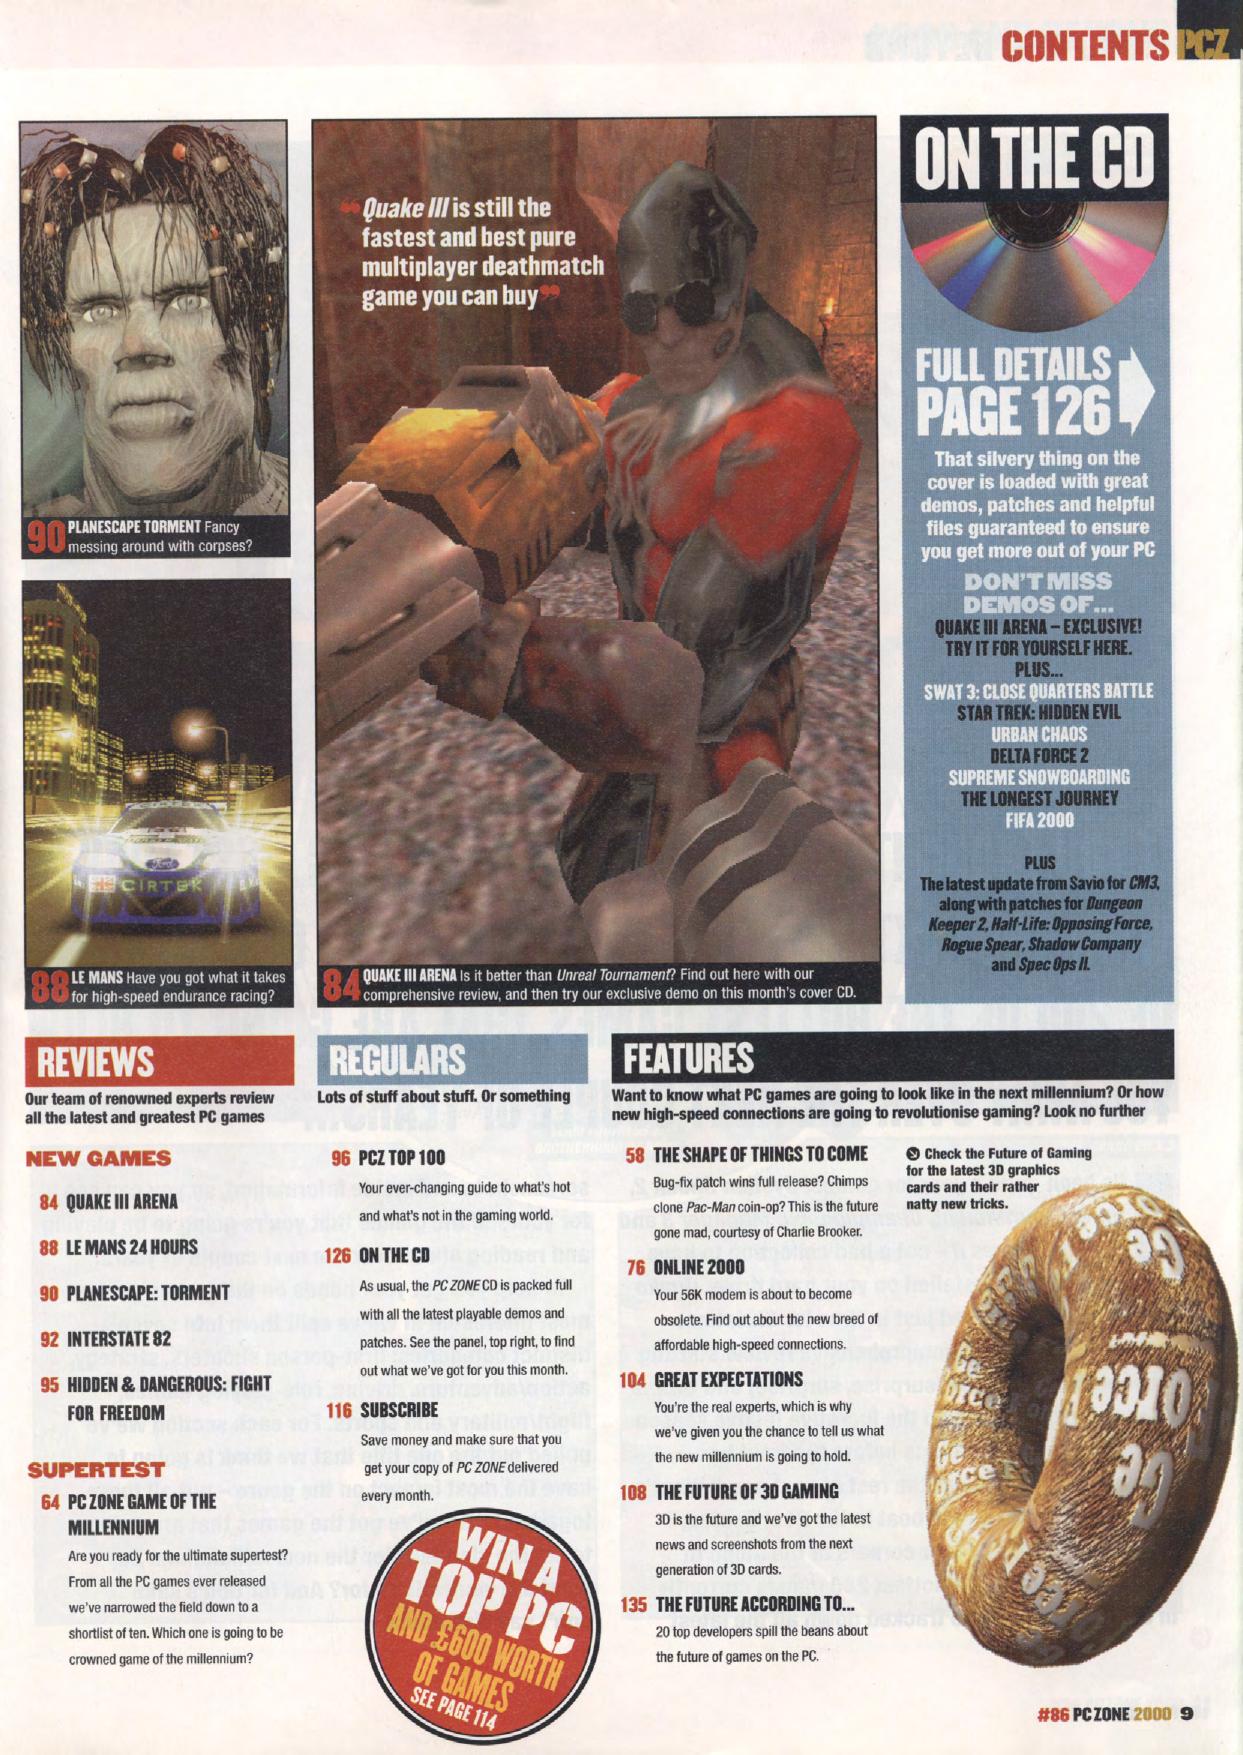 CONTENTS PCZ
90 PLANESCAPE TORMENT Fancy
messing around with corpses?
Ford
CIRTEK
88 LE MANS Have you got what it takes
for high-speed endurance racing?
Quake III is still the
fastest and best pure
multiplayer deathmatch
game you can buy
84 QUAKE III ARENA Is it better than Unreal Tournament? Find out here with our
comprehensive review, and then try our exclusive demo on this month's cover CD.
ON THE CD
FULL DETAILS
PAGE 126
That silvery thing on the
cover is loaded with great
demos, patches and helpful
files guaranteed to ensure
you get more out of your PC
DON'T MISS
DEMOS OF...
QUAKE III ARENA – EXCLUSIVE!
TRY IT FOR YOURSELF HERE.
PLUS...
SWAT 3: CLOSE QUARTERS BATTLE
STAR TREK: HIDDEN EVIL
URBAN CHAOS
DELTA FORCE 2
SUPREME SNOWBOARDING
THE LONGEST JOURNEY
FIFA 2000
PLUS
The latest update from Savio for CM3,
along with patches for Dungeon
Keeper 2, Half-Life: Opposing Force,
Rogue Spear, Shadow Company
and Spec Ops II.
REVIEWS
Our team of renowned experts review
all the latest and greatest PC games
NEW GAMES
84 QUAKE III ARENA
88 LE MANS 24 HOURS
90 PLANESCAPE: TORMENT
92 INTERSTATE 82
95 HIDDEN & DANGEROUS: FIGHT
FOR FREEDOM
SUPERTEST
64 PC ZONE GAME OF THE
MILLENNIUM
Are you ready for the ultimate supertest?
From all the PC games ever released
we've narrowed the field down to a
shortlist of ten. Which one is going to be
crowned game of the millennium?
REGULARS
Lots of stuff about stuff. Or something
96 PCZ TOP 100
Your ever-changing guide to what's hot
and what's not in the gaming world.
126 ON THE CD
As usual, the PC ZONE CD is packed full
with all the latest playable demos and
patches. See the panel, top right, to find
out what we've got for you this month.
116 SUBSCRIBE
Save money and make sure that you
get your copy of PC ZONE delivered
every month.
WIN A
TOP PC
AND £600 WORTH
OF GAMES
SEE PAGE 114
FEATURES
Want to know what PC games are going to look like in the next millennium? Or how
new high-speed connections are going to revolutionise gaming? Look no further
58 THE SHAPE OF THINGS TO COME
Bug-fix patch wins full release? Chimps
clone Pac-Man coin-op? This is the future
gone mad, courtesy of Charlie Brooker.
76 ONLINE 2000
Your 56K modem is about to become
obsolete. Find out about the new breed of
affordable high-speed connections.
104 GREAT EXPECTATIONS
You're the real experts, which is why
we've given you the chance to tell us what
the new millennium is going to hold.
108 THE FUTURE OF 3D GAMING
3D is the future and we've got the latest
news and screenshots from the next
generation of 3D cards.
135 THE FUTURE ACCORDING TO...
20 top developers spill the beans about
the future of games on the PC.
Check the Future of Gaming
for the latest 3D graphics
cards and their rather
natty new tricks.
#86 PC ZONE 2000 9